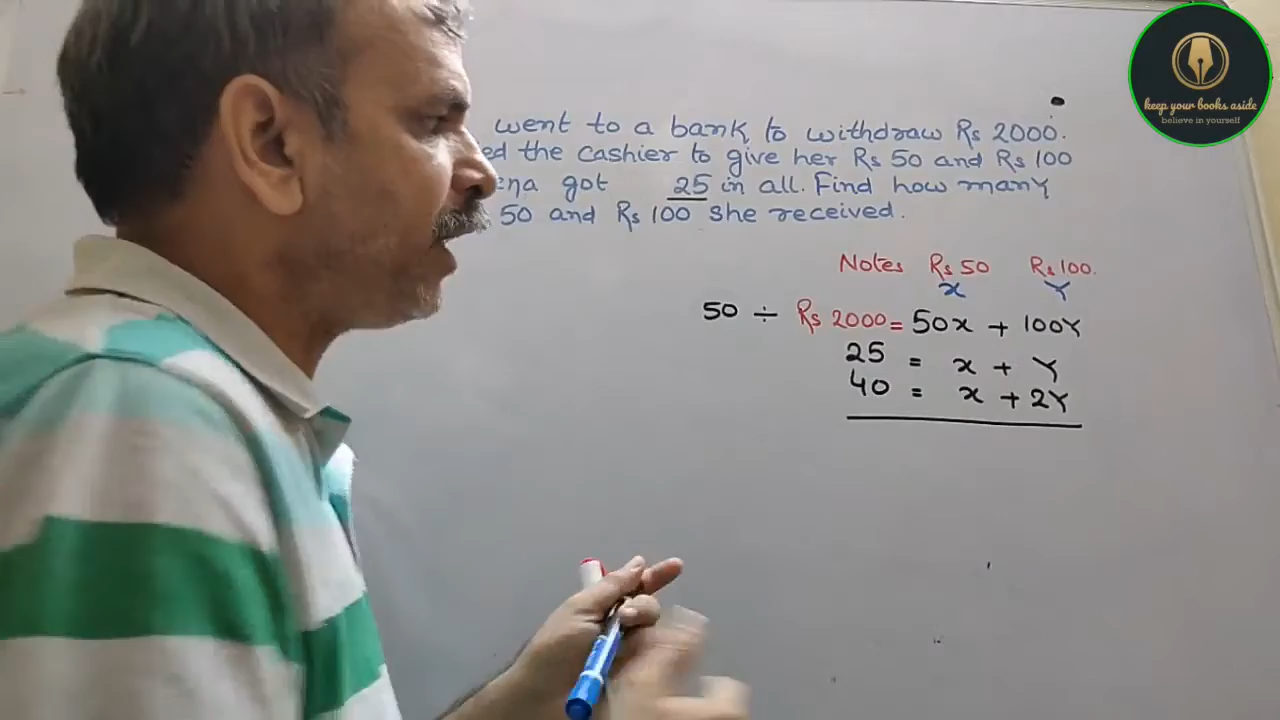 went to a bank to withdraw Rs 2000.
ed the cashier to give her Rs 50 and Rs 100
ena got 25 in all. Find how many
50 and Rs 100 she received.
Notes Rs 50 Rs 100.
x Y
50 ÷ Rs 2000 = 50x + 100Y
25 = x + Y
40 = x + 2Y
keep your books aside
believe in yourself